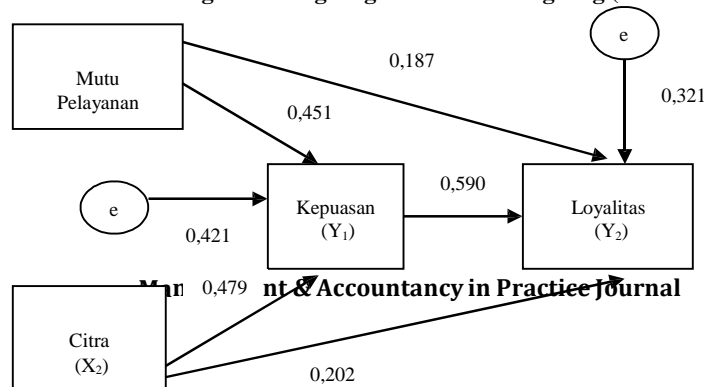 0,187
e
Mutu
Pelayanan
0,451
0,321
e
0,421
Kepuasan
(Y₁)
0,590
Loyalitas
(Y₂)
0,479
nt & Accountancy in Practice Journal
Citra
(X₂)
0,202